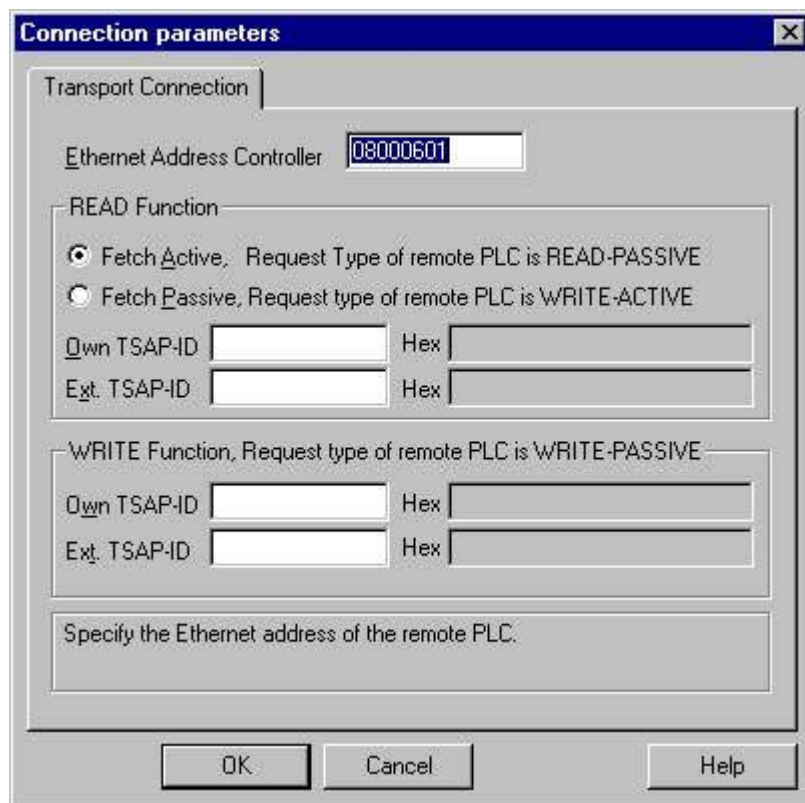 Connection parameters
Transport Connection
Ethernet Address Controller 08000601
READ Function
Fetch Active, Request Type of remote PLC is READ-PASSIVE
Fetch Passive, Request type of remote PLC is WRITE-ACTIVE
Own TSAP-ID Hex
Ext. TSAP-ID Hex
WRITE Function, Request type of remote PLC is WRITE-PASSIVE
Own TSAP-ID Hex
Ext. TSAP-ID Hex
Specify the Ethernet address of the remote PLC.
OK Cancel Help